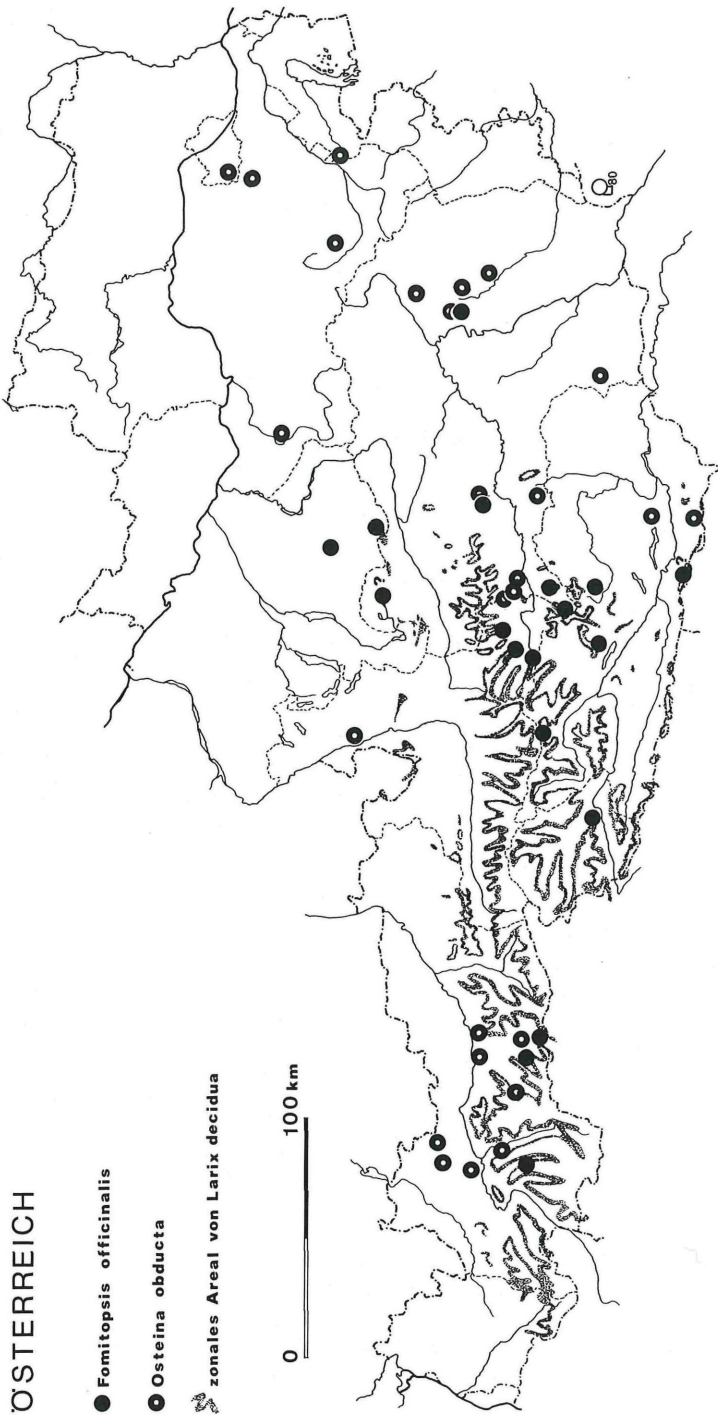 ÖSTERREICH
Fomitopsis officinalis
Osteina obducta
zonales Areal von Larix decidua
0 100 km
80